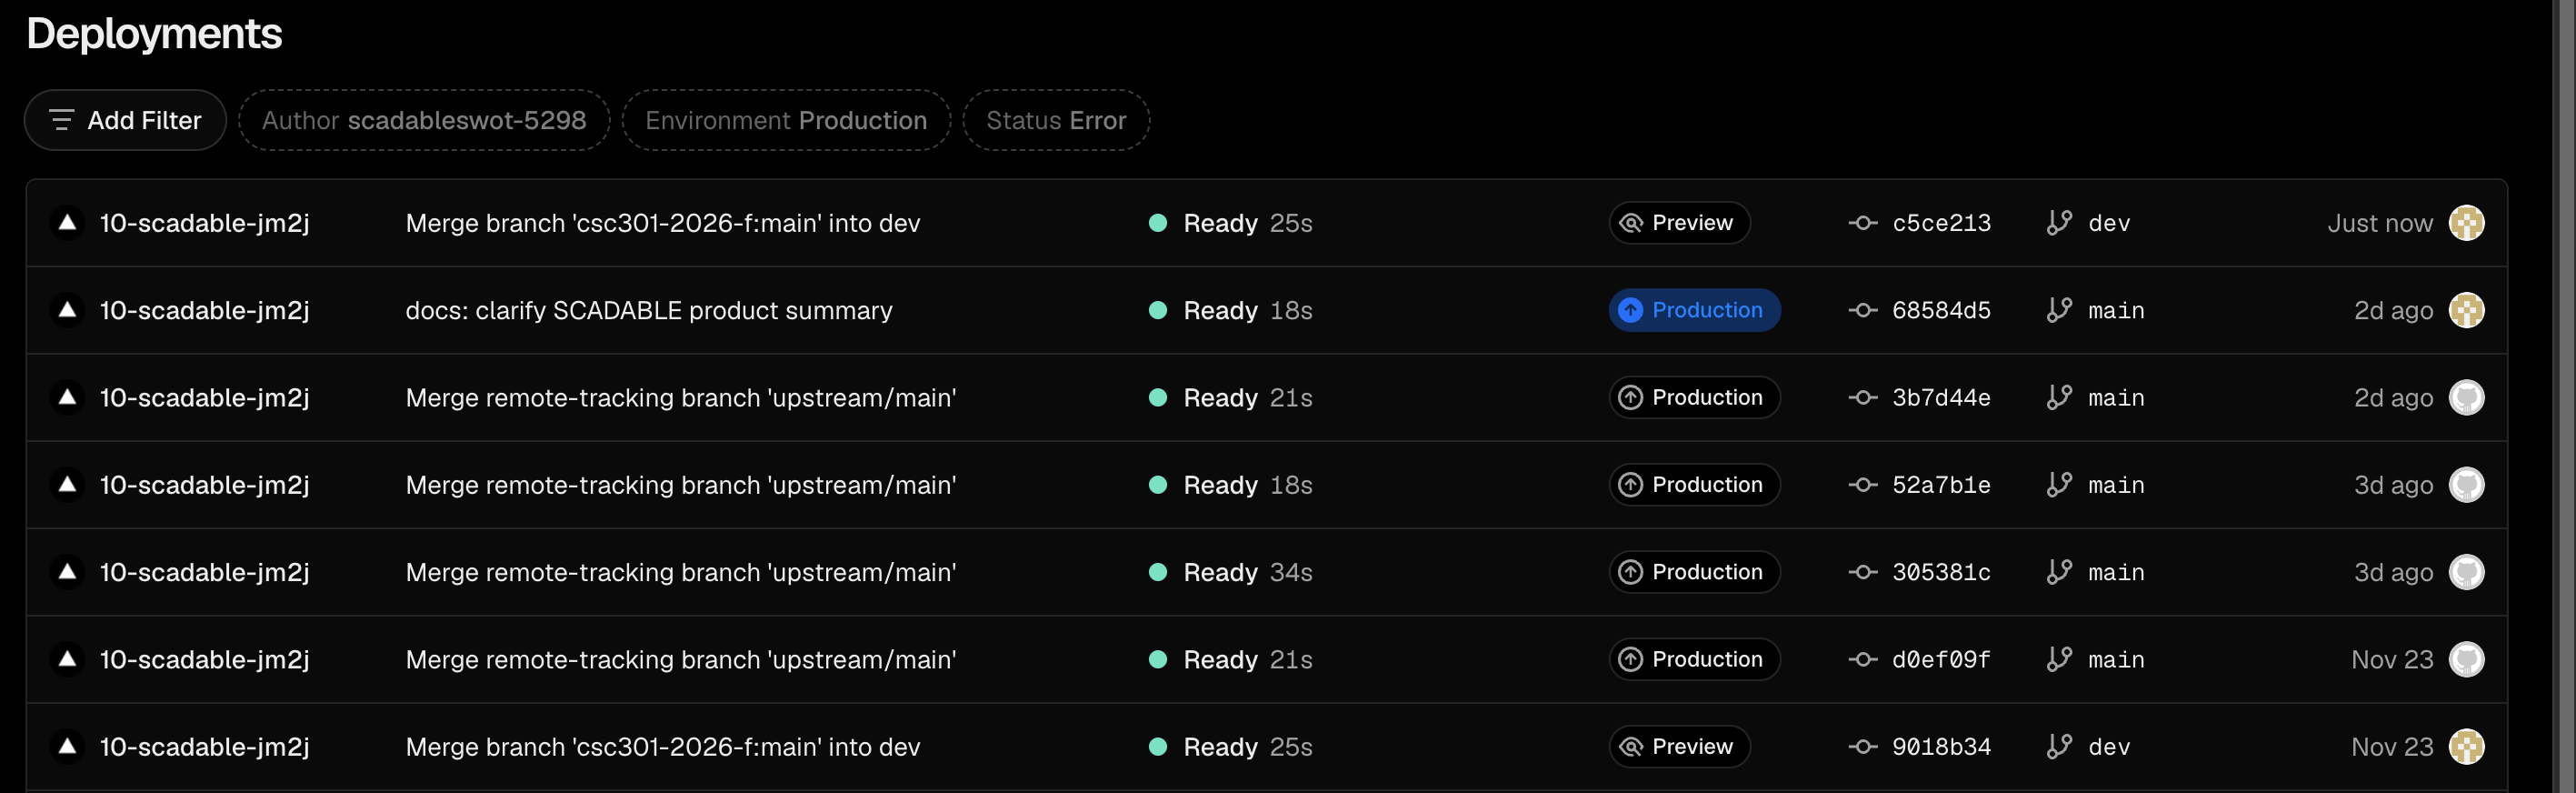 Deployments
Add Filter Author scadableswot-5298 Environment Production Status Error
10-scadable-jm2j Merge branch 'csc301-2026-f:main' into dev Ready 25s Preview c5ce213 dev Just now
10-scadable-jm2j docs: clarify SCADABLE product summary Ready 18s Production 68584d5 main 2d ago
10-scadable-jm2j Merge remote-tracking branch 'upstream/main' Ready 21s Production 3b7d44e main 2d ago
10-scadable-jm2j Merge remote-tracking branch 'upstream/main' Ready 18s Production 52a7b1e main 3d ago
10-scadable-jm2j Merge remote-tracking branch 'upstream/main' Ready 34s Production 305381c main 3d ago
10-scadable-jm2j Merge remote-tracking branch 'upstream/main' Ready 21s Production d0ef09f main Nov 23
10-scadable-jm2j Merge branch 'csc301-2026-f:main' into dev Ready 25s Preview 9018b34 dev Nov 23